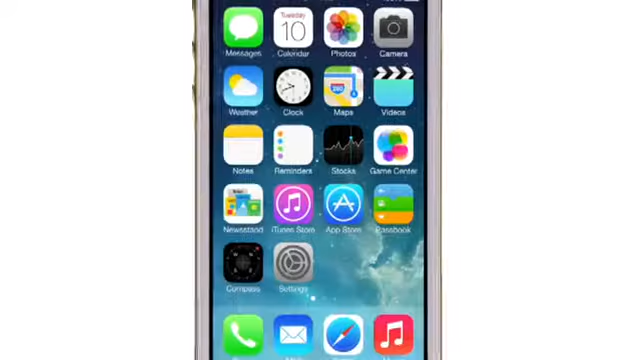 Tuesday
10
Messages Calendar Photos Camera
280
Weather Clock Maps Videos
Notes Reminders Stocks Game Center
Newsstand iTunes Store App Store Passbook
Compass Settings